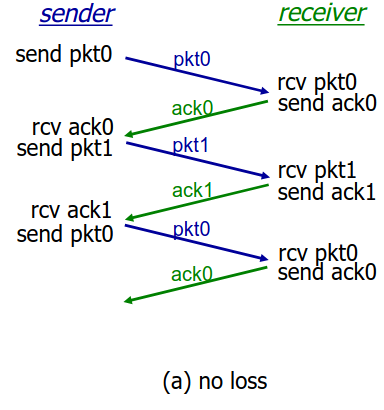 sender receiver
send pkt0
pkt0
rcv pkt0
send ack0
ack0
rcv ack0
send pkt1
pkt1
rcv pkt1
send ack1
ack1
rcv ack1
send pkt0
pkt0
rcv pkt0
send ack0
ack0
(a) no loss